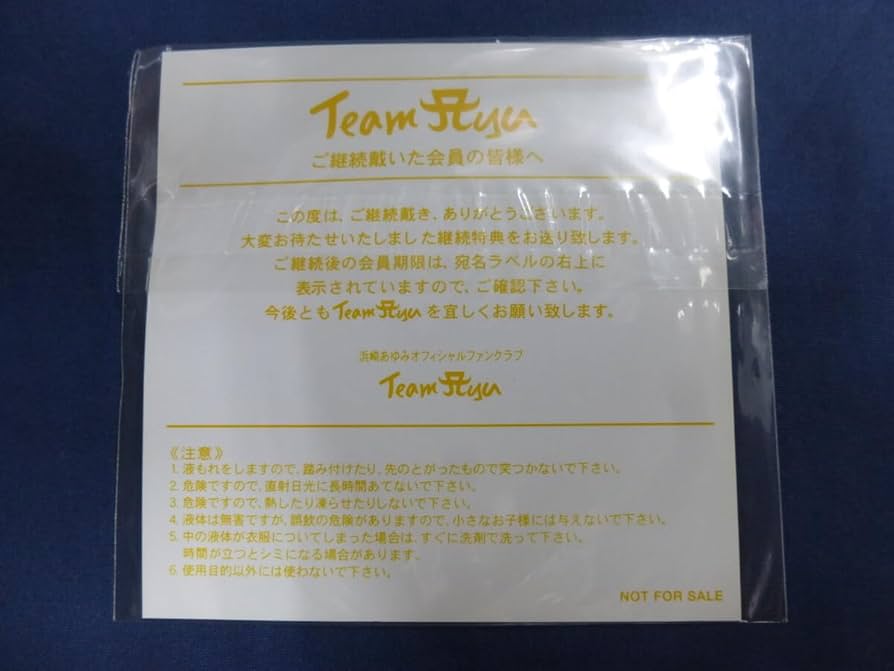 Team Ayu
ご継続戴いた会員の皆様へ
この度は、ご継続戴き、ありがとうございます。
大変お待たせいたしました継続特典をお送り致します。
ご継続後の会員期限は、宛名ラベルの右上に
表示されていますので、ご確認下さい。
今後ともTeam Ayuを宜しくお願い致します。
浜崎あゆみオフィシャルファンクラブ
Team Ayu
《注意》
1. 液もれをしますので、踏み付けたり、先のとがったもので突つかないで下さい。
2. 危険ですので、直射日光に長時間あてないで下さい。
3. 危険ですので、熱したり凍らせたりしないで下さい。
4. 液体は無害ですが、誤飲の危険がありますので、小さなお子様には与えないで下さい。
5. 中の液体が衣服についてしまった場合は、すぐに洗剤で洗って下さい。
時間が立つとシミになる場合があります。
6. 使用目的以外には使わないで下さい。
NOT FOR SALE